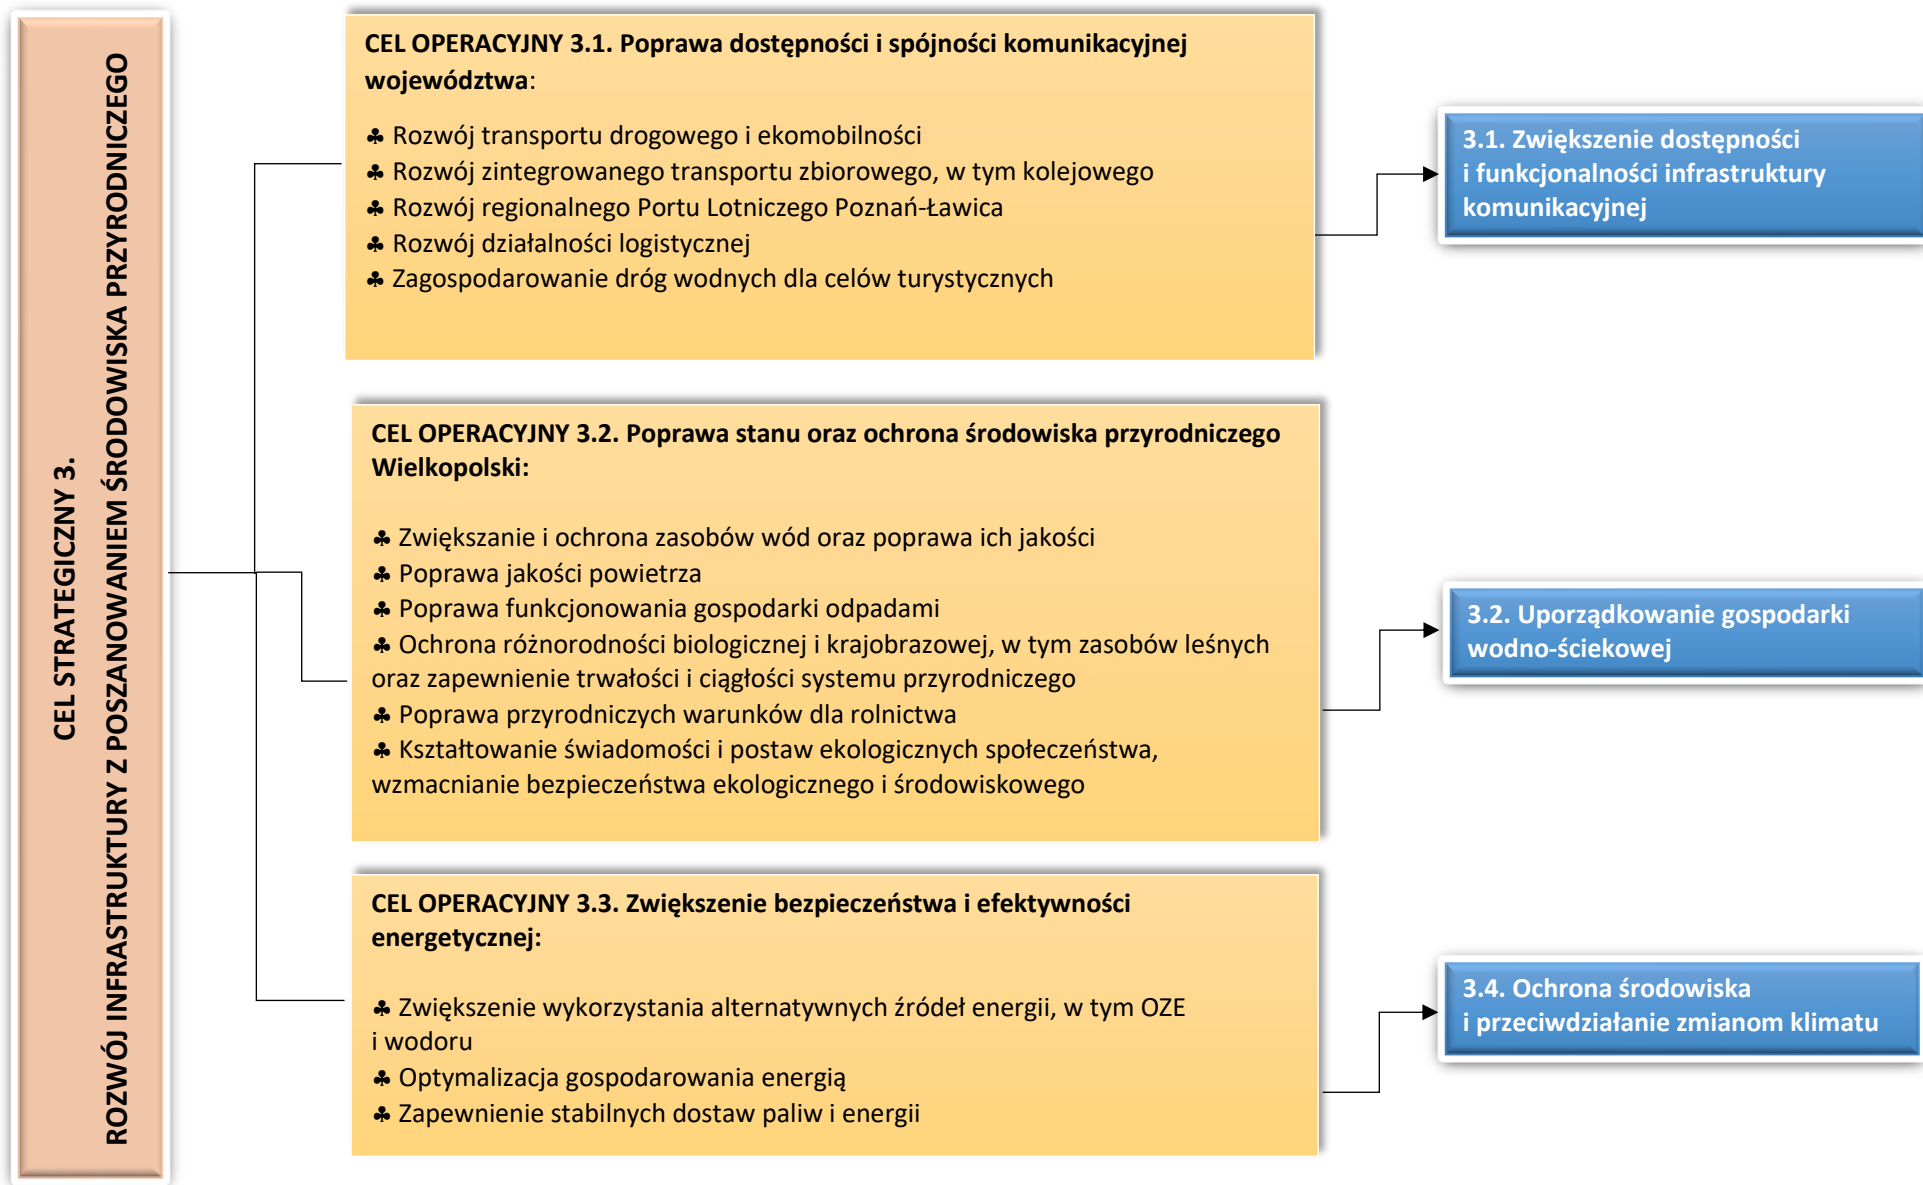 CEL STRATEGICZNY 3.
ROZWÓJ INFRASTRUKTURY Z POSZANOWANIEM ŚRODOWISKA PRZYRODNICZEGO
CEL OPERACYJNY 3.1. Poprawa dostępności i spójności komunikacyjnej
województwa:
♣ Rozwój transportu drogowego i ekomobilności
♣ Rozwój zintegrowanego transportu zbiorowego, w tym kolejowego
♣ Rozwój regionalnego Portu Lotniczego Poznań-Ławica
♣ Rozwój działalności logistycznej
♣ Zagospodarowanie dróg wodnych dla celów turystycznych
3.1. Zwiększenie dostępności
i funkcjonalności infrastruktury
komunikacyjnej
CEL OPERACYJNY 3.2. Poprawa stanu oraz ochrona środowiska przyrodniczego
Wielkopolski:
♣ Zwiększanie i ochrona zasobów wód oraz poprawa ich jakości
♣ Poprawa jakości powietrza
♣ Poprawa funkcjonowania gospodarki odpadami
♣ Ochrona różnorodności biologicznej i krajobrazowej, w tym zasobów leśnych
oraz zapewnienie trwałości i ciągłości systemu przyrodniczego
♣ Poprawa przyrodniczych warunków dla rolnictwa
♣ Kształtowanie świadomości i postaw ekologicznych społeczeństwa,
wzmacnianie bezpieczeństwa ekologicznego i środowiskowego
3.2. Uporządkowanie gospodarki
wodno-ściekowej
CEL OPERACYJNY 3.3. Zwiększenie bezpieczeństwa i efektywności
energetycznej:
♣ Zwiększenie wykorzystania alternatywnych źródeł energii, w tym OZE
i wodoru
♣ Optymalizacja gospodarowania energią
♣ Zapewnienie stabilnych dostaw paliw i energii
3.4. Ochrona środowiska
i przeciwdziałanie zmianom klimatu